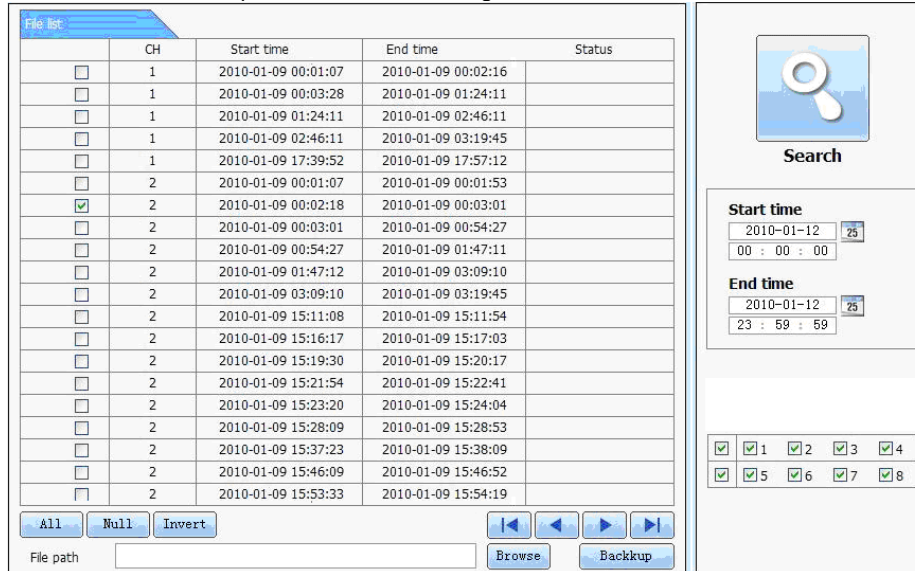 File list
CH Start time End time Status
1 2010-01-09 00:01:07 2010-01-09 00:02:16
1 2010-01-09 00:03:28 2010-01-09 01:24:11
1 2010-01-09 01:24:11 2010-01-09 02:46:11
1 2010-01-09 02:46:11 2010-01-09 03:19:45
1 2010-01-09 17:39:52 2010-01-09 17:57:12
2 2010-01-09 00:01:07 2010-01-09 00:01:53
2 2010-01-09 00:02:18 2010-01-09 00:03:01
2 2010-01-09 00:03:01 2010-01-09 00:54:27
2 2010-01-09 00:54:27 2010-01-09 01:47:11
2 2010-01-09 01:47:12 2010-01-09 03:09:10
2 2010-01-09 03:09:10 2010-01-09 03:19:45
2 2010-01-09 15:11:08 2010-01-09 15:11:54
2 2010-01-09 15:16:17 2010-01-09 15:17:03
2 2010-01-09 15:19:30 2010-01-09 15:20:17
2 2010-01-09 15:21:54 2010-01-09 15:22:41
2 2010-01-09 15:23:20 2010-01-09 15:24:04
2 2010-01-09 15:28:09 2010-01-09 15:28:53
2 2010-01-09 15:37:23 2010-01-09 15:38:09
2 2010-01-09 15:46:09 2010-01-09 15:46:52
2 2010-01-09 15:53:33 2010-01-09 15:54:19
All Null Invert
File path Browse Backkup
Search
Start time
2010-01-12 25
00 : 00 : 00
End time
2010-01-12 25
23 : 59 : 59
1 2 3 4
5 6 7 8